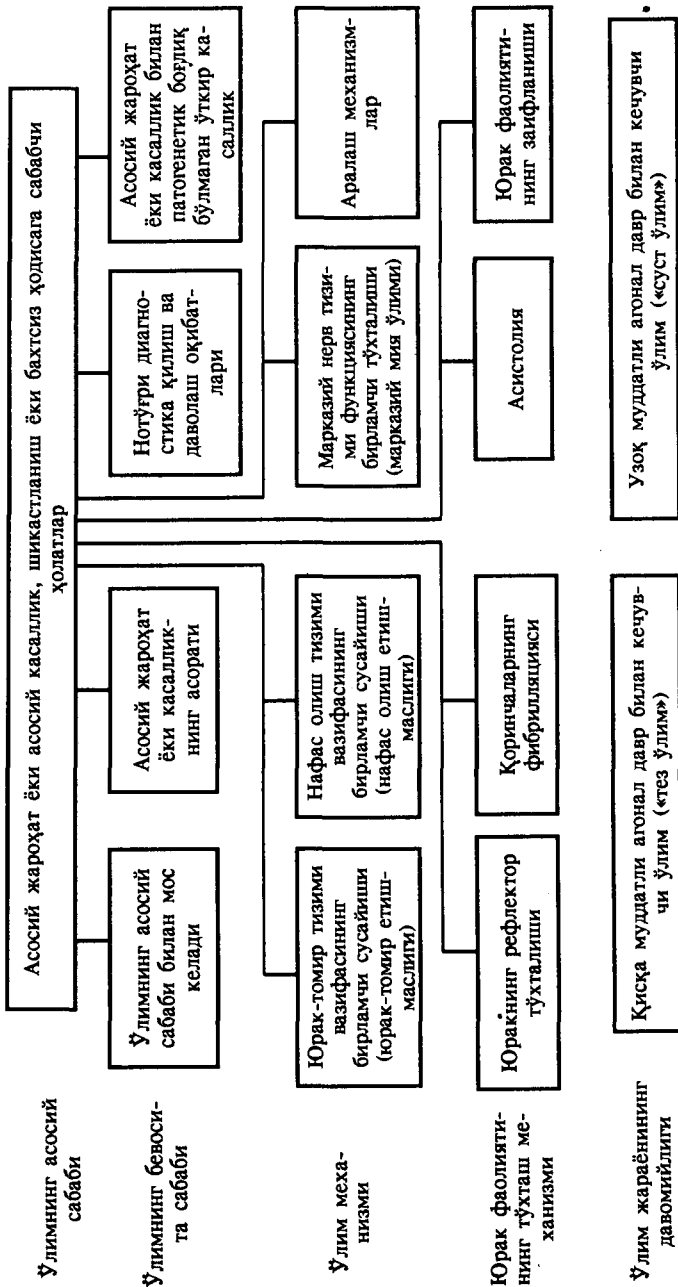 Ўлимнинг асосий
сабаби
Асосий жароҳат ёки асосий касаллик, шикастланиш ёки бахтсиз ҳодисага сабабчи
ҳолатлар
Ўлимнинг бевоси-
та сабаби
Ўлимнинг асосий
сабаби билан мос
келади
Асосий жароҳат
ёки касаллик-
нинг асорати
Нотўғри диагно-
стика қилиш ва
даволаш оқибат-
лари
Асосий жароҳат
ёки касаллик билан
патогенетик боғлиқ
бўлмаган ўткир ка-
саллик
Ўлим меха-
низми
Юрак-томир тизими
вазифасининг
бирламчи сусайиши
(юрак-томир етиш-
маслиги)
Нафас олиш тизими
вазифасининг
бирламчи сусайиши
(нафас олиш етиш-
маслиги)
Марказий нерв тизи-
ми функциясининг
бирламчи тўхталиши
(марказий мия ўлими)
Аралаш механизм-
лар
Юрак фаолияти-
нинг тўхташ ме-
ханизми
Юракнинг рефлектор
тўхталиши
Қоринчаларнинг
фибрилляцияси
Асистолия
Юрак фаолияти-
нинг заифланиши
Ўлим жараёнининг
давомийлиги
Қисқа муддатли агонал давр билан кечув-
чи ўлим («тез ўлим»)
Узоқ муддатли агонал давр билан кечувчи
ўлим («суст ўлим»)